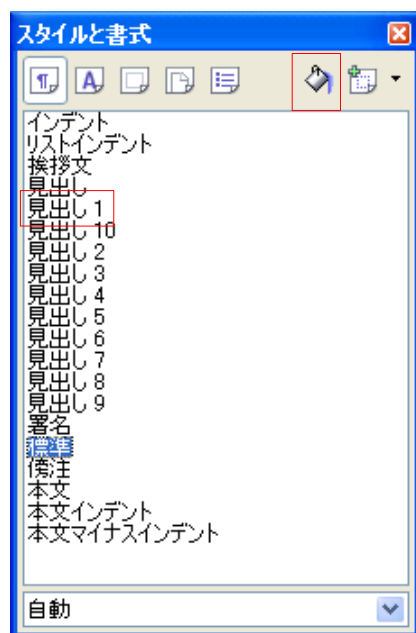 スタイルと書式
インデント
リストインデント
挨拶文
見出し
見出し 1
見出し 10
見出し 2
見出し 3
見出し 4
見出し 5
見出し 6
見出し 7
見出し 8
見出し 9
署名
標準
傍注
本文
本文インデント
本文マイナスインデント
自動